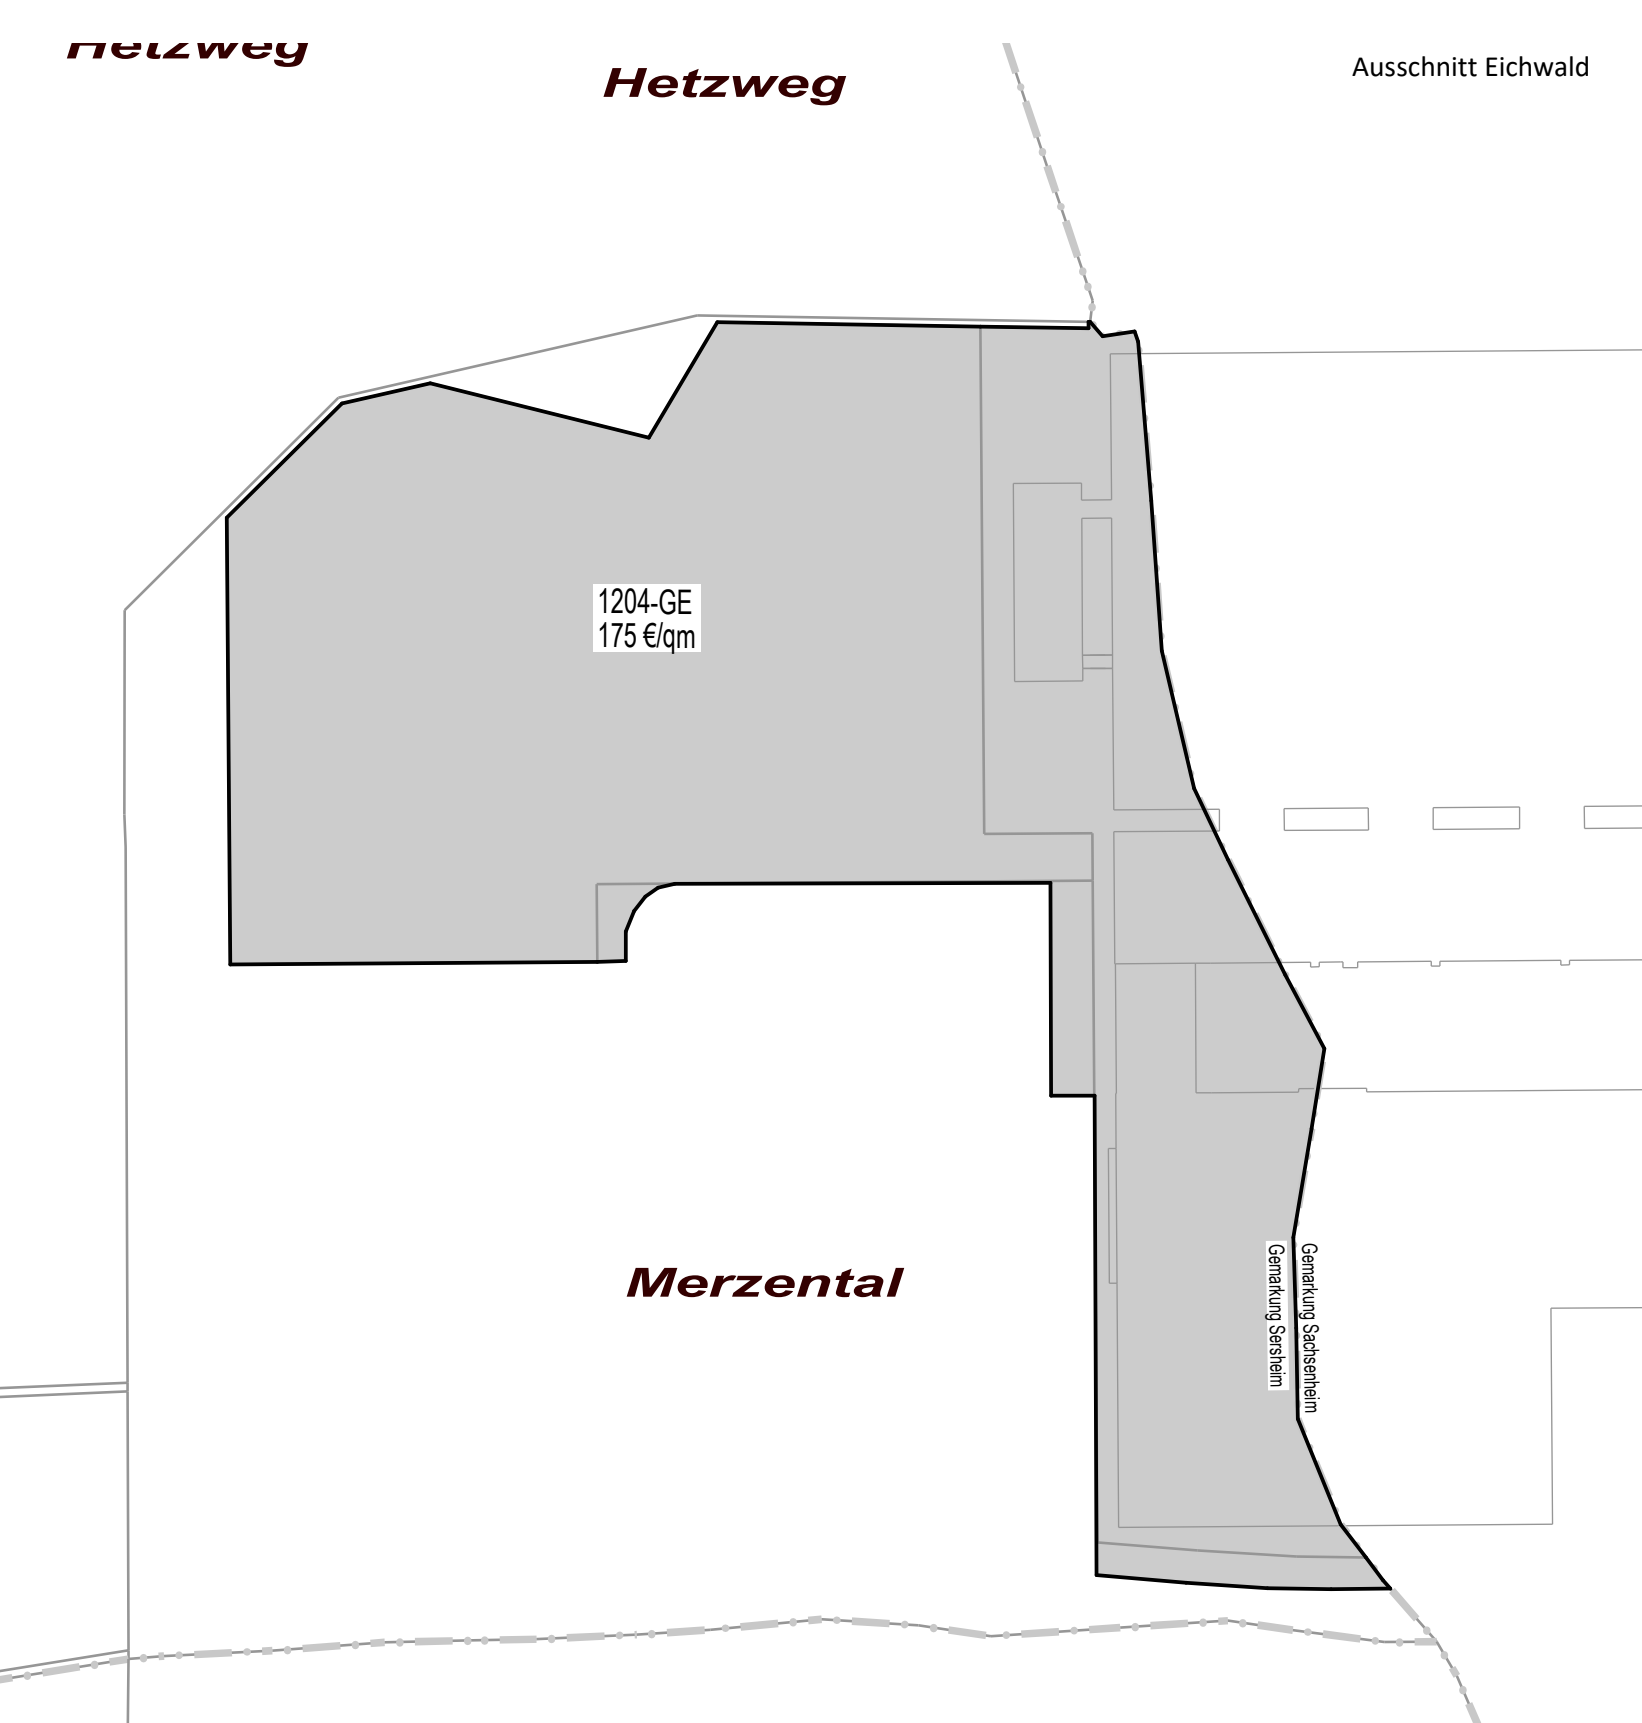 Hetzweg
Hetzweg
Ausschnitt Eichwald
1204-GE
175 €/qm
Merzental
Gemarkung Sersheim
Gemarkung Sachsenheim